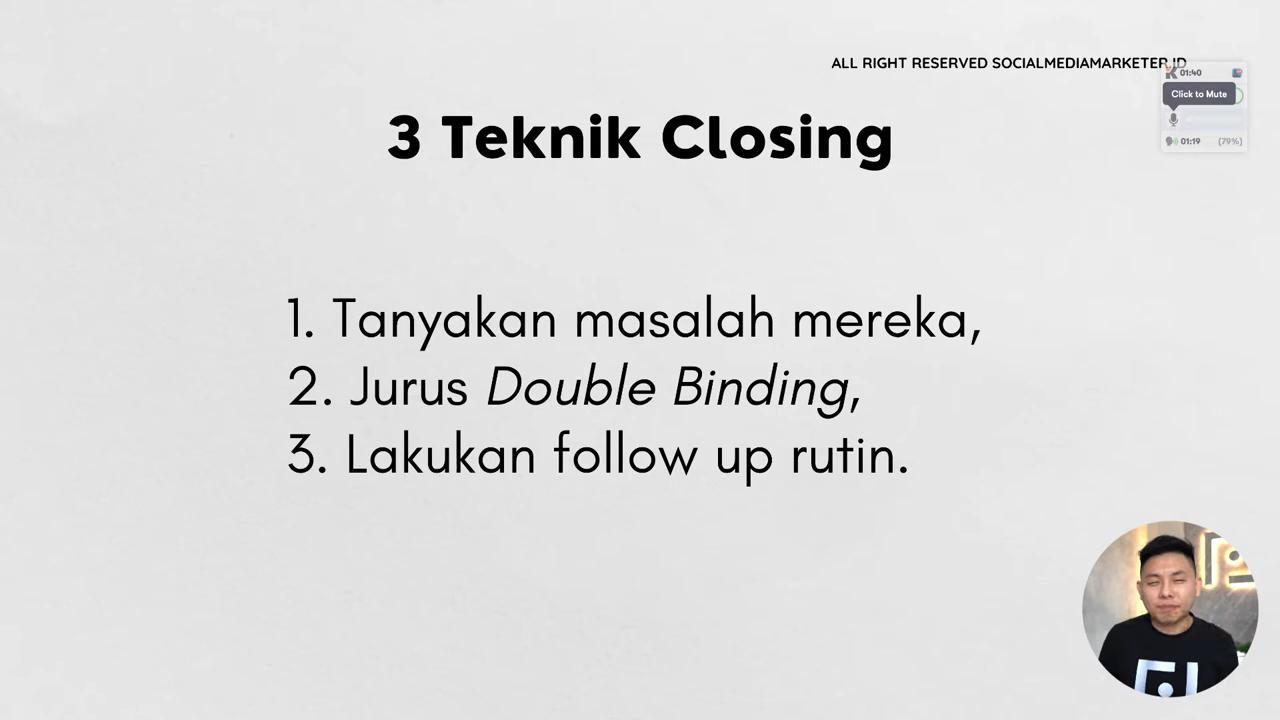 ALL RIGHT RESERVED SOCIALMEDIAMARKETER.ID
01:40
Click to Mute
01:19 (79%)
3 Teknik Closing
1. Tanyakan masalah mereka,
2. Jurus Double Binding,
3. Lakukan follow up rutin.